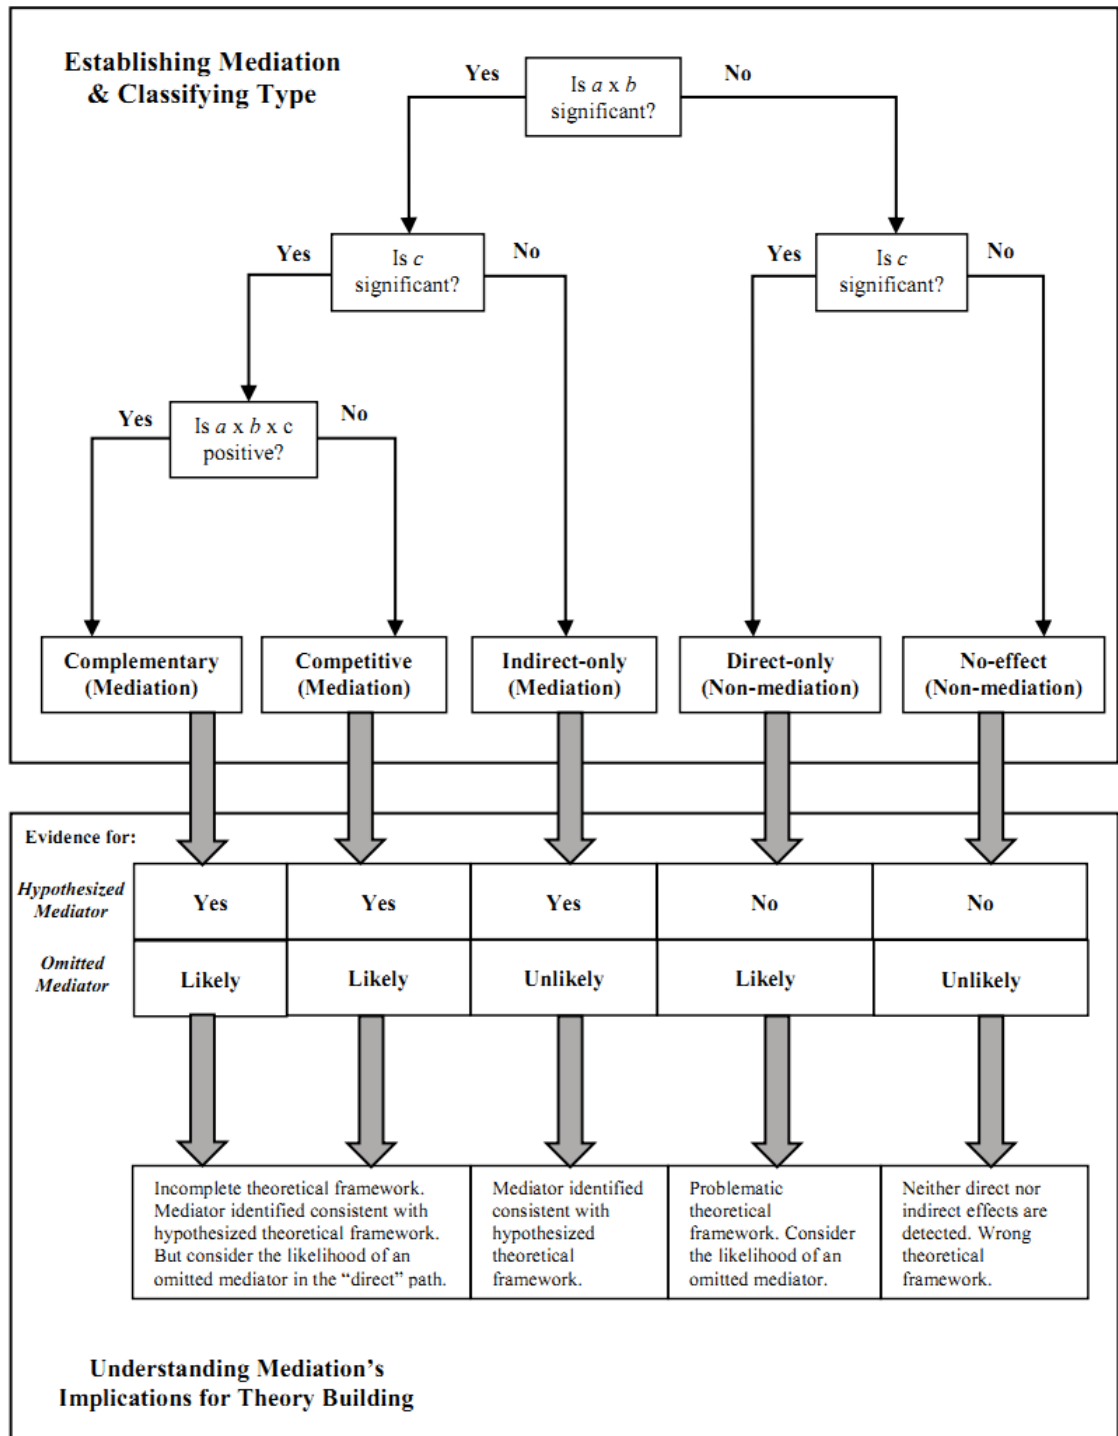 Establishing Mediation
& Classifying Type
Yes
Is a x b
significant?
No
Yes
Is c
significant?
No
Yes
Is c
significant?
No
Yes
Is a x b x c
positive?
No
Complementary
(Mediation)
Competitive
(Mediation)
Indirect-only
(Mediation)
Direct-only
(Non-mediation)
No-effect
(Non-mediation)
Evidence for:
Hypothesized
Mediator
Yes
Yes
Yes
No
No
Omitted
Mediator
Likely
Likely
Unlikely
Likely
Unlikely
Incomplete theoretical framework.
Mediator identified consistent with
hypothesized theoretical framework.
But consider the likelihood of an
omitted mediator in the “direct” path.
Mediator identified
consistent with
hypothesized
theoretical
framework.
Problematic
theoretical
framework. Consider
the likelihood of an
omitted mediator.
Neither direct nor
indirect effects are
detected. Wrong
theoretical
framework.
Understanding Mediation’s
Implications for Theory Building